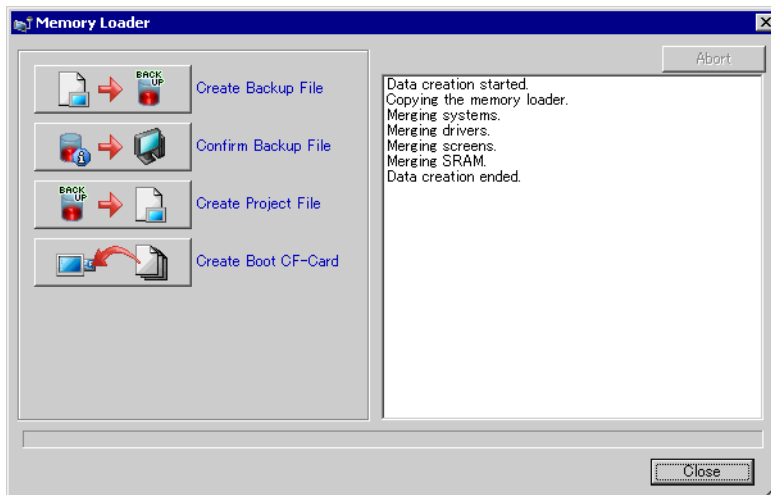 Memory Loader
Abort
BACK
UP
Create Backup File
Confirm Backup File
BACK
UP
Create Project File
Create Boot CF-Card
Data creation started.
Copying the memory loader.
Merging systems.
Merging drivers.
Merging screens.
Merging SRAM.
Data creation ended.
Close